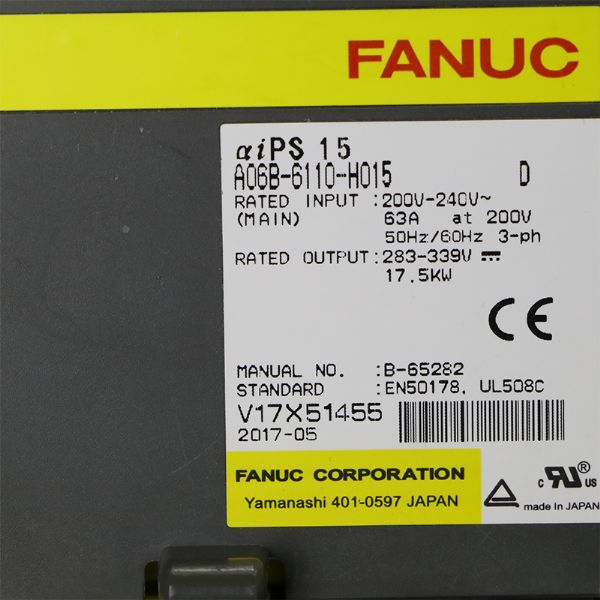 FANUC
αiPS 15
A06B-6110-H015 D
RATED INPUT :200V-240V~
(MAIN) 63A at 200V
50Hz/60Hz 3-ph
RATED OUTPUT:283-339V ⎓
17.5KW
CE
MANUAL NO. :B-65282
STANDARD :EN50178, UL508C
V17X51455
2017-05
FANUC CORPORATION
Yamanashi 401-0597 JAPAN
c RU ® us
made In JAPAN